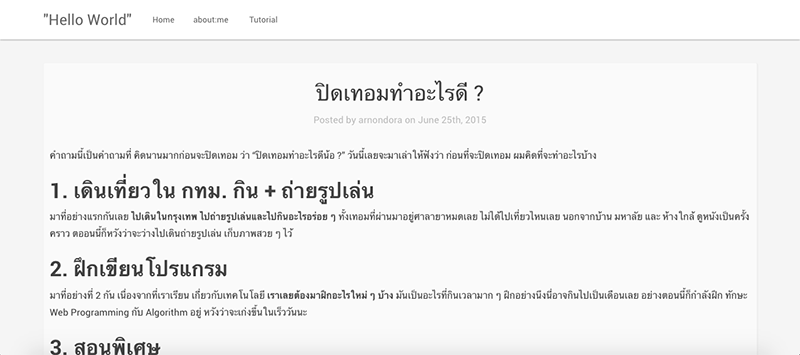 "Hello World" Home about:me Tutorial
ปิดเทอมทำอะไรดี ?
Posted by arnondora on June 25th, 2015
คำถามนี้เป็นคำถามที่ คิดนานมากก่อนจะปิดเทอม ว่า “ปิดเทอมทำอะไรดีน้อ ?” วันนี้เลยจะมาเล่าให้ฟังว่า ก่อนที่จะปิดเทอม ผมคิดที่จะทำอะไรบ้าง
1. เดินเที่ยวใน กทม. กิน + ถ่ายรูปเล่น
มาที่อย่างแรกกันเลย ไปเดินในกรุงเทพ ไปถ่ายรูปเล่นและไปกินอะไรอร่อย ๆ ทั้งเทอมที่ผ่านมาอยู่ศาลายาหมดเลย ไม่ได้ไปเที่ยวไหนเลย นอกจากบ้าน มหาลัย และ ห้างใกล้ ดูหนังเป็นครั้ง
คราว ตออนนี้ก็หวังว่าจะว่างไปเดินถ่ายรูปเล่น เก็บภาพสวย ๆ ไว้
2. ฝึกเขียนโปรแกรม
มาที่อย่างที่ 2 กัน เนื่องจากที่เราเรียน เกี่ยวกับเทคโนโลยี เราเลยต้องมาฝึกอะไรใหม่ ๆ บ้าง มันเป็นอะไรที่กินเวลามาก ๆ ฝึกอย่างนึงนี่อาจกินไปเป็นเดือนเลย อย่างตอนนี้ก็กำลังฝึก ทักษะ
Web Programming กับ Algorithm อยู่ หวังว่าจะเก่งขึ้นในเร็ววันนะ
3. สอนพิเศษ